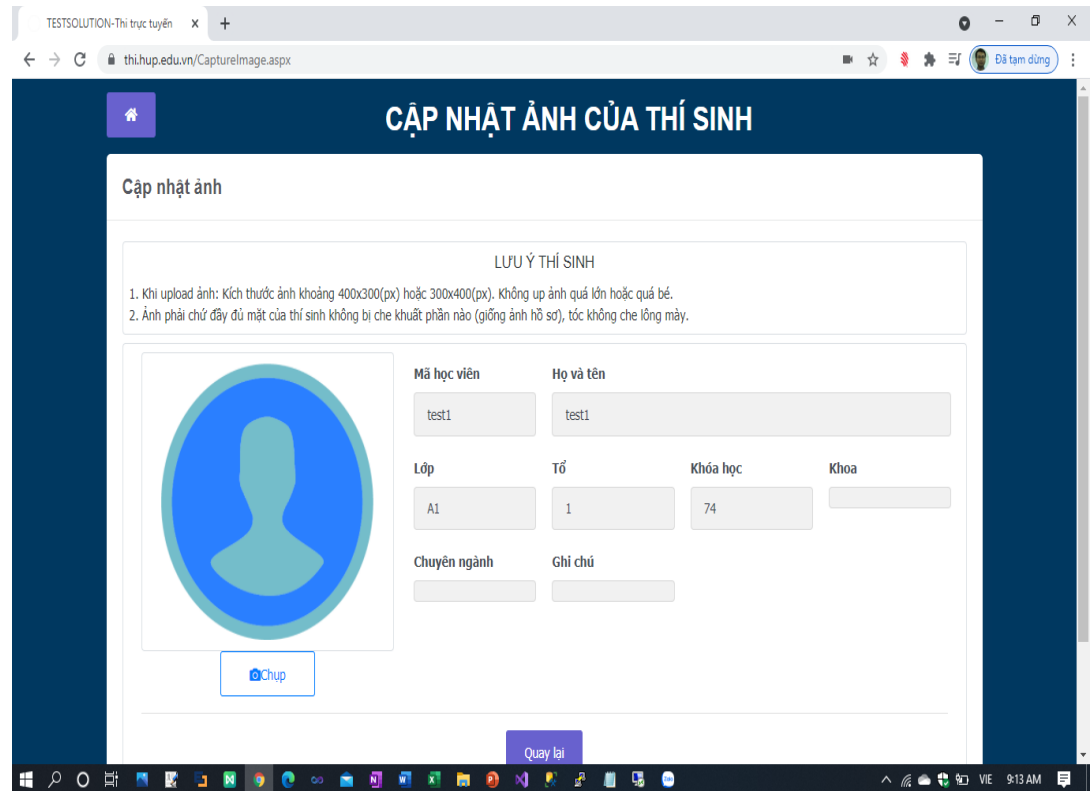 TESTSOLUTION-Thi trực tuyến
thi.hup.edu.vn/CaptureImage.aspx
Đã tạm dừng
CẬP NHẬT ẢNH CỦA THÍ SINH
Cập nhật ảnh
LƯU Ý THÍ SINH
1. Khi upload ảnh: Kích thước ảnh khoảng 400x300(px) hoặc 300x400(px). Không up ảnh quá lớn hoặc quá bé.
2. Ảnh phải chứ đầy đủ mặt của thí sinh không bị che khuất phần nào (giống ảnh hồ sơ), tóc không che lông mày.
Mã học viên Họ và tên
test1 test1
Lớp Tổ Khóa học Khoa
A1 1 74
Chuyên ngành Ghi chú
Chụp
Quay lại
VIE 9:13 AM